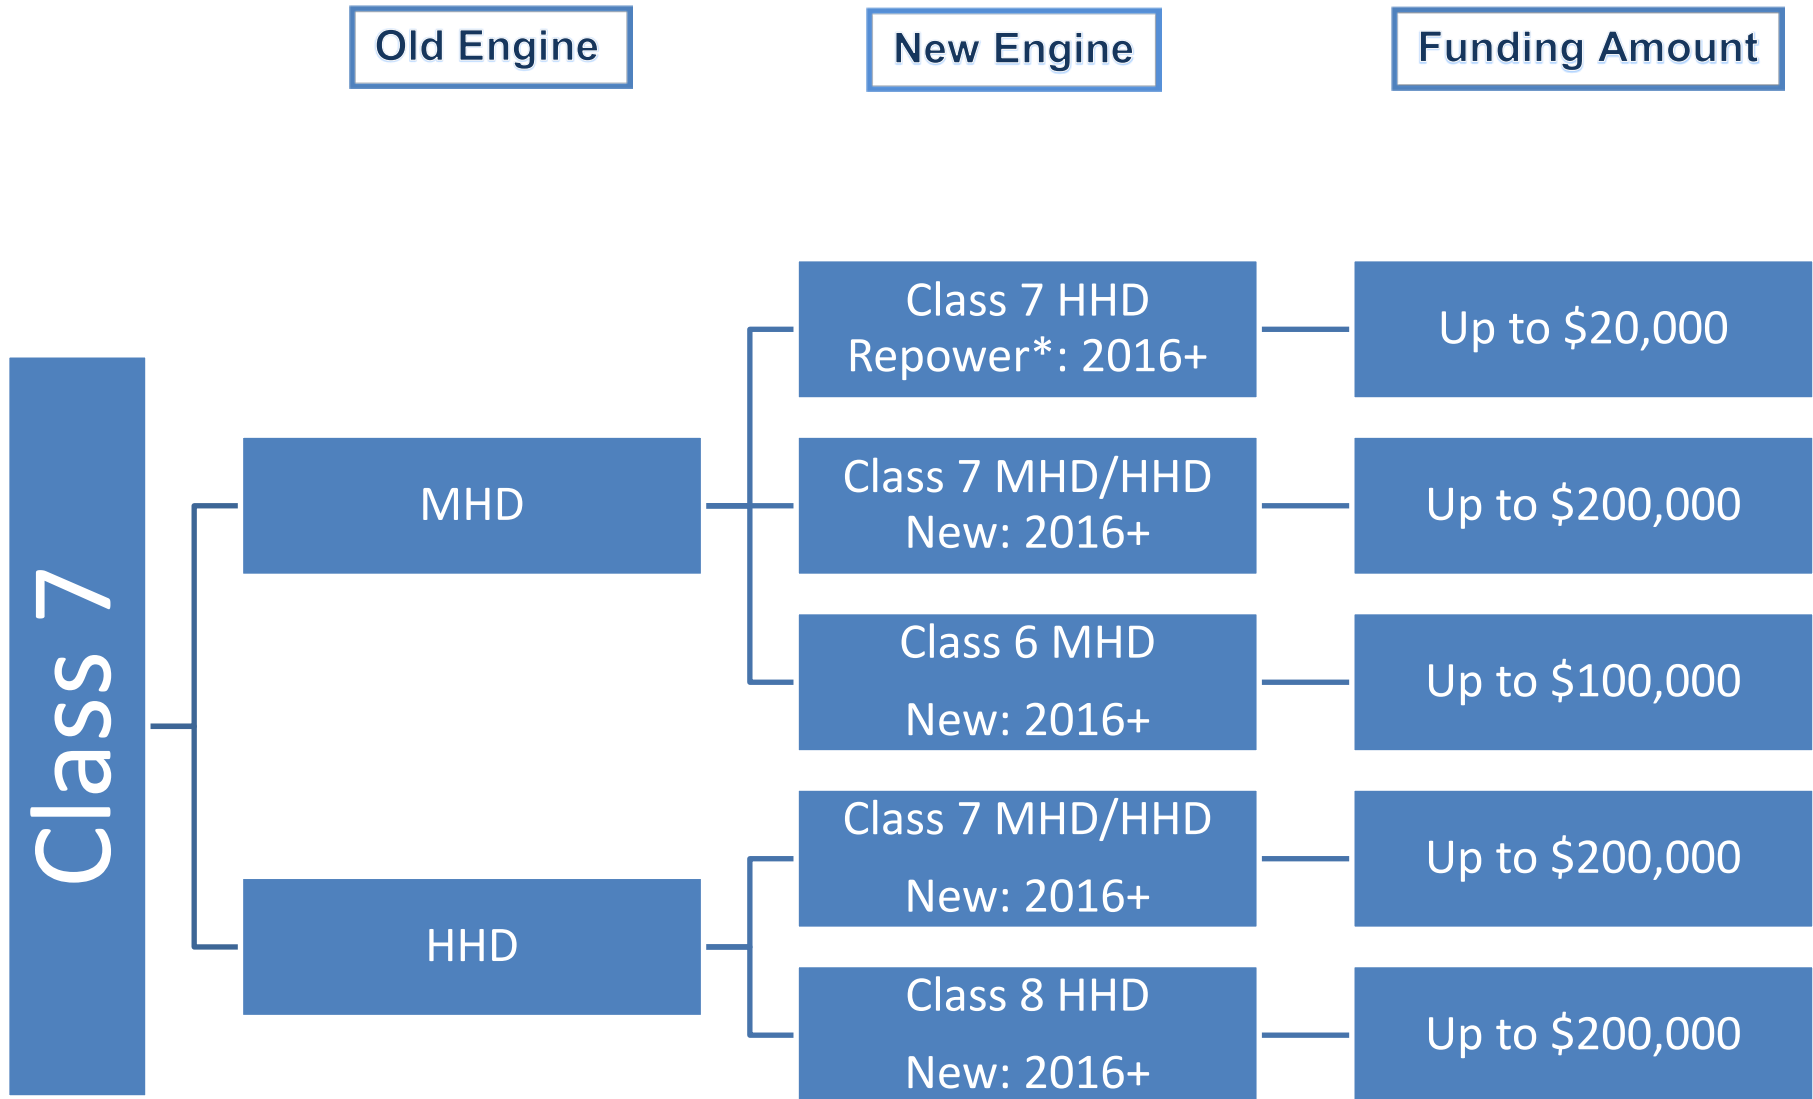 Old Engine
New Engine
Funding Amount
Class 7
MHD
Class 7 HHD
Repower*: 2016+
Up to $20,000
Class 7 MHD/HHD
New: 2016+
Up to $200,000
Class 6 MHD
New: 2016+
Up to $100,000
HHD
Class 7 MHD/HHD
New: 2016+
Up to $200,000
Class 8 HHD
New: 2016+
Up to $200,000